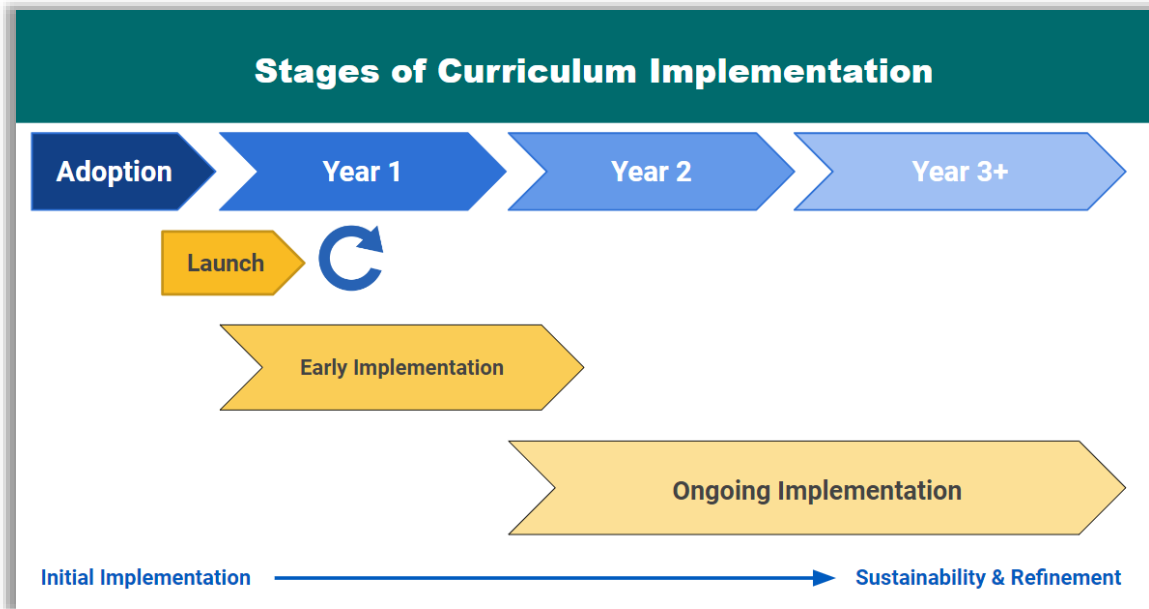 Stages of Curriculum Implementation
Adoption
Year 1
Year 2
Year 3+
Launch
Early Implementation
Ongoing Implementation
Initial Implementation
Sustainability & Refinement